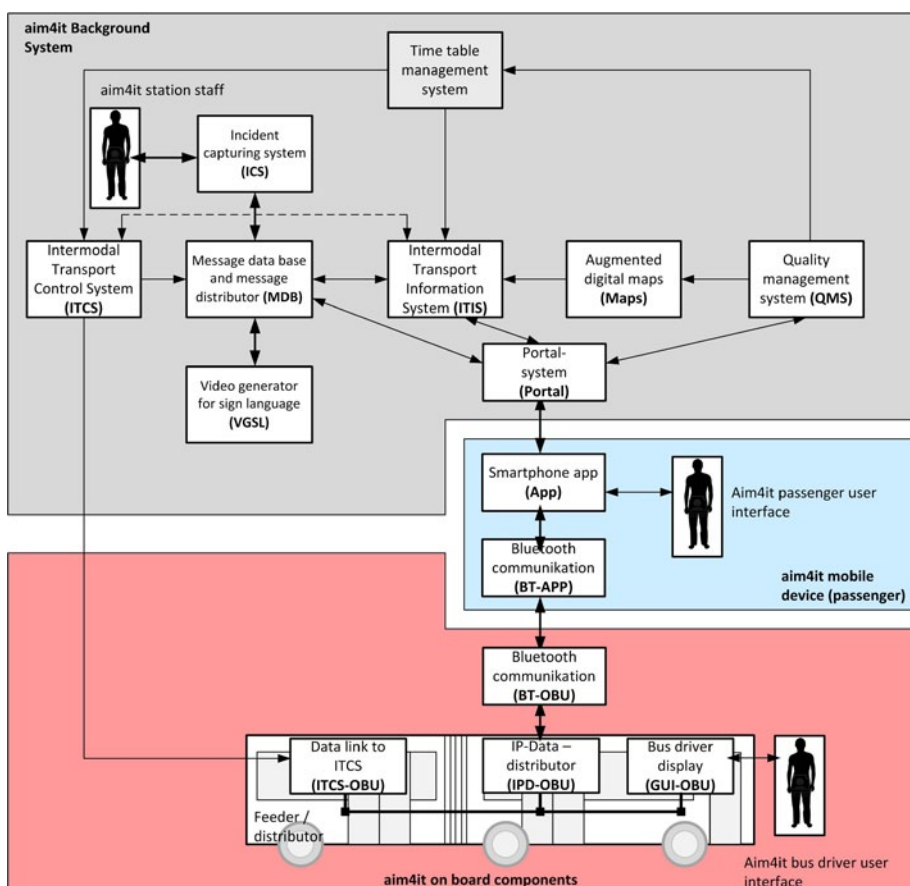 aim4it Background
System
Time table
management
system
aim4it station staff
Incident
capturing system
(ICS)
Intermodal
Transport
Control System
(ITCS)
Message data base
and message
distributor (MDB)
Intermodal
Transport
Information
System (ITIS)
Augmented
digital maps
(Maps)
Quality
management
system (QMS)
Video generator
for sign language
(VGSL)
Portal-
system
(Portal)
Smartphone app
(App)
Aim4it passenger user
interface
Bluetooth
communikation
(BT-APP)
aim4it mobile
device (passenger)
Bluetooth
communikation
(BT-OBU)
Data link to
ITCS
(ITCS-OBU)
IP-Data –
distributor
(IPD-OBU)
Bus driver
display
(GUI-OBU)
Feeder /
distributor
Aim4it bus driver user
interface
aim4it on board components